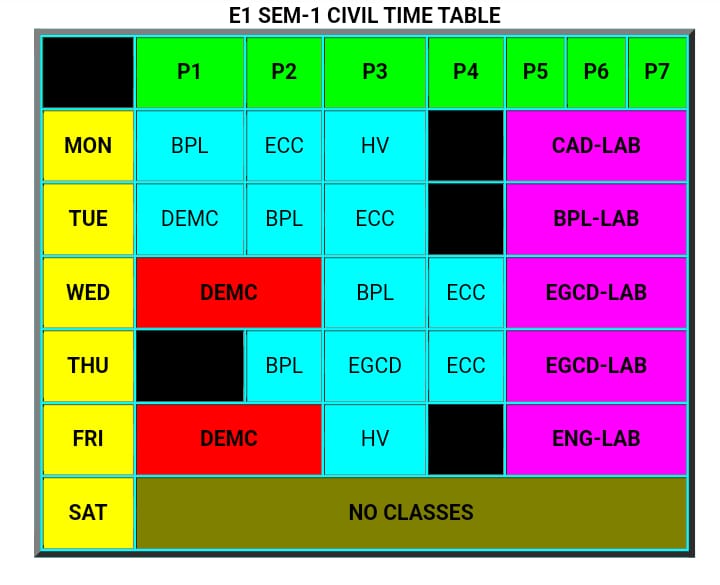 E1 SEM-1 CIVIL TIME TABLE
P1 P2 P3 P4 P5 P6 P7
MON BPL ECC HV CAD-LAB
TUE DEMC BPL ECC BPL-LAB
WED DEMC BPL ECC EGCD-LAB
THU BPL EGCD ECC EGCD-LAB
FRI DEMC HV ENG-LAB
SAT NO CLASSES